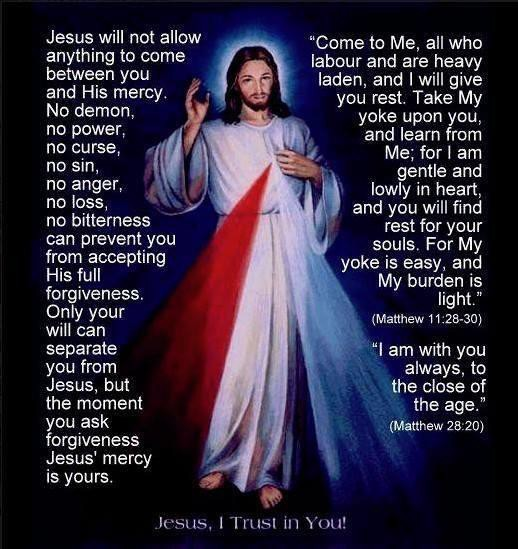 Jesus will not allow
anything to come
between you
and His mercy.
No demon,
no power,
no curse,
no sin,
no anger,
no loss,
no bitterness
can prevent you
from accepting
His full
forgiveness.
Only your
will can
separate
you from
Jesus, but
the moment
you ask
forgiveness
Jesus' mercy
is yours.
“Come to Me, all who
labour and are heavy
laden, and I will give
you rest. Take My
yoke upon you,
and learn from
Me; for I am
gentle and
lowly in heart,
and you will find
rest for your
souls. For My
yoke is easy, and
My burden is
light.”
(Matthew 11:28-30)
“I am with you
always, to
the close of
the age.”
(Matthew 28:20)
Jesus, I Trust in You!